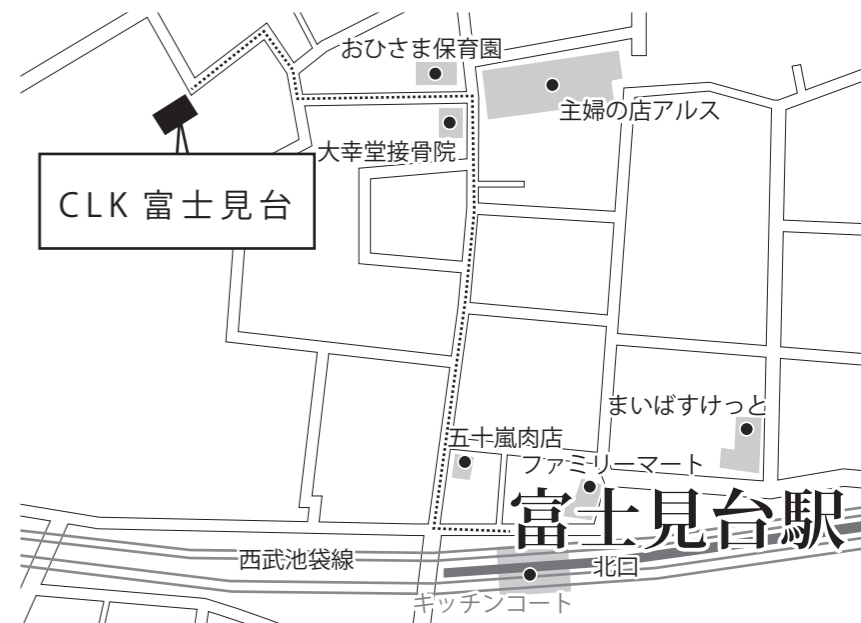 おひさま保育園
主婦の店アルス
大幸堂接骨院
CLK 富士見台
まいばすけっと
五十嵐肉店
ファミリーマート
富士見台駅
西武池袋線
北口
キッチンコート